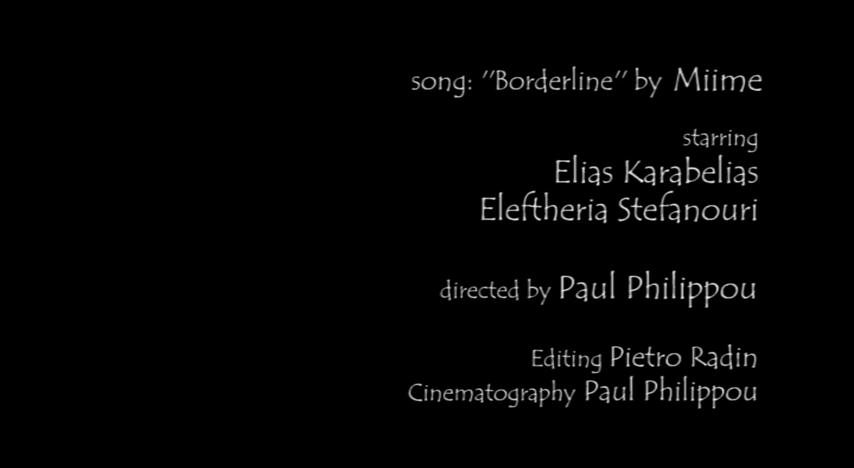 song: ''Borderline'' by Miime
starring
Elias Karabelias
Eleftheria Stefanouri
directed by Paul Philippou
Editing Pietro Radin
Cinematography Paul Philippou